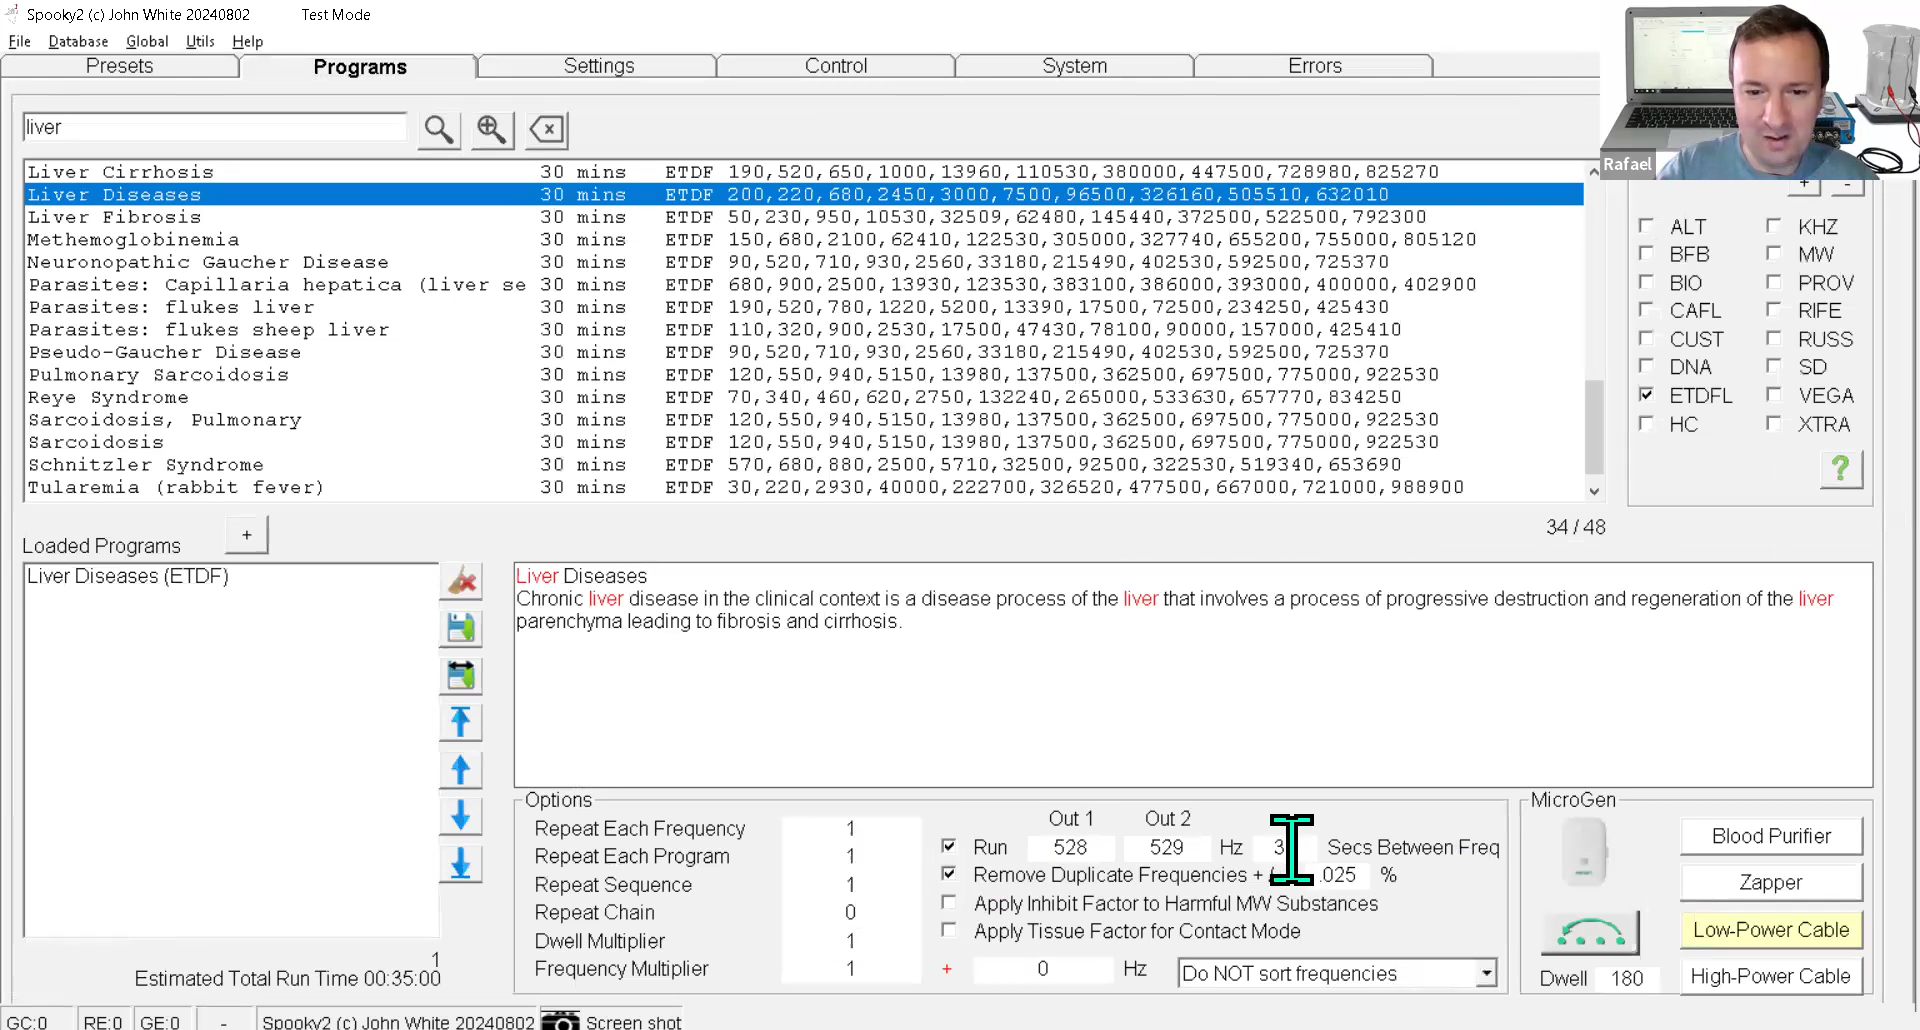 Spooky2 (c) John White 20240802 Test Mode
File Database Global Utils Help
Presets Programs Settings Control System Errors
liver
Rafael
Liver Cirrhosis 30 mins ETDF 190,520,650,1000,13960,110530,380000,447500,728980,825270
Liver Diseases 30 mins ETDF 200,220,680,2450,3000,7500,96500,326160,505510,632010
Liver Fibrosis 30 mins ETDF 50,230,950,10530,32509,62480,145440,372500,522500,792300
Methemoglobinemia 30 mins ETDF 150,680,2100,62410,122530,305000,327740,655200,755000,805120
Neuronopathic Gaucher Disease 30 mins ETDF 90,520,710,930,2560,33180,215490,402530,592500,725370
Parasites: Capillaria hepatica (liver se 30 mins ETDF 680,900,2500,13930,123530,383100,386000,393000,400000,402900
Parasites: flukes liver 30 mins ETDF 190,520,780,1220,5200,13390,17500,72500,234250,425430
Parasites: flukes sheep liver 30 mins ETDF 110,320,900,2530,17500,47430,78100,90000,157000,425410
Pseudo-Gaucher Disease 30 mins ETDF 90,520,710,930,2560,33180,215490,402530,592500,725370
Pulmonary Sarcoidosis 30 mins ETDF 120,550,940,5150,13980,137500,362500,697500,775000,922530
Reye Syndrome 30 mins ETDF 70,340,460,620,2750,132240,265000,533630,657770,834250
Sarcoidosis, Pulmonary 30 mins ETDF 120,550,940,5150,13980,137500,362500,697500,775000,922530
Sarcoidosis 30 mins ETDF 120,550,940,5150,13980,137500,362500,697500,775000,922530
Schnitzler Syndrome 30 mins ETDF 570,680,880,2500,5710,32500,92500,322530,519340,653690
Tularemia (rabbit fever) 30 mins ETDF 30,220,2930,40000,222700,326520,477500,667000,721000,988900
+ -
ALT KHZ
BFB MW
BIO PROV
CAFL RIFE
CUST RUSS
DNA SD
ETDFL VEGA
HC XTRA
?
34 / 48
Loaded Programs +
Liver Diseases (ETDF)
1
Estimated Total Run Time 00:35:00
Liver Diseases
Chronic liver disease in the clinical context is a disease process of the liver that involves a process of progressive destruction and regeneration of the liver
parenchyma leading to fibrosis and cirrhosis.
Options
Repeat Each Frequency 1
Repeat Each Program 1
Repeat Sequence 1
Repeat Chain 0
Dwell Multiplier 1
Frequency Multiplier 1
Out 1 Out 2
Run 528 529 Hz 3 Secs Between Freq
Remove Duplicate Frequencies + .025 %
Apply Inhibit Factor to Harmful MW Substances
Apply Tissue Factor for Contact Mode
+ 0 Hz Do NOT sort frequencies
MicroGen
Blood Purifier
Zapper
Low-Power Cable
Dwell 180 High-Power Cable
GC:0 RE:0 GE:0 - Spooky2 (c) John White 20240802 Screen shot